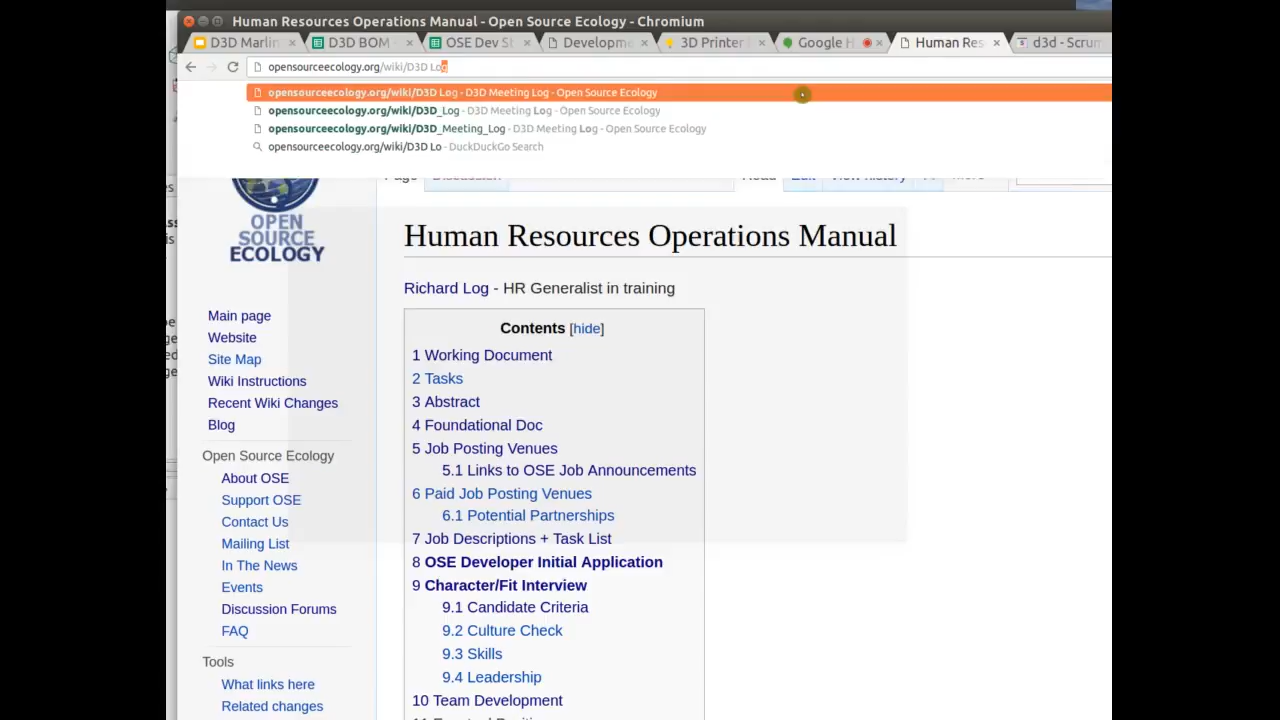 Human Resources Operations Manual - Open Source Ecology - Chromium
D3D Marlin
D3D BOM -
OSE Dev St
Developme
3D Printer
Google H
Human Res
d3d - Scrum
opensourceecology.org/wiki/D3D Log
opensourceecology.org/wiki/D3D Log - D3D Meeting Log - Open Source Ecology
opensourceecology.org/wiki/D3D_Log - D3D Meeting Log - Open Source Ecology
opensourceecology.org/wiki/D3D_Meeting_Log - D3D Meeting Log - Open Source Ecology
opensourceecology.org/wiki/D3D Lo - DuckDuckGo Search
Page Discussion Read Edit View history More
OPEN
SOURCE
ECOLOGY
Human Resources Operations Manual
Richard Log - HR Generalist in training
Contents [hide]
1 Working Document
2 Tasks
3 Abstract
4 Foundational Doc
5 Job Posting Venues
5.1 Links to OSE Job Announcements
6 Paid Job Posting Venues
6.1 Potential Partnerships
7 Job Descriptions + Task List
8 OSE Developer Initial Application
9 Character/Fit Interview
9.1 Candidate Criteria
9.2 Culture Check
9.3 Skills
9.4 Leadership
10 Team Development
Main page
Website
Site Map
Wiki Instructions
Recent Wiki Changes
Blog
Open Source Ecology
About OSE
Support OSE
Contact Us
Mailing List
In The News
Events
Discussion Forums
FAQ
Tools
What links here
Related changes